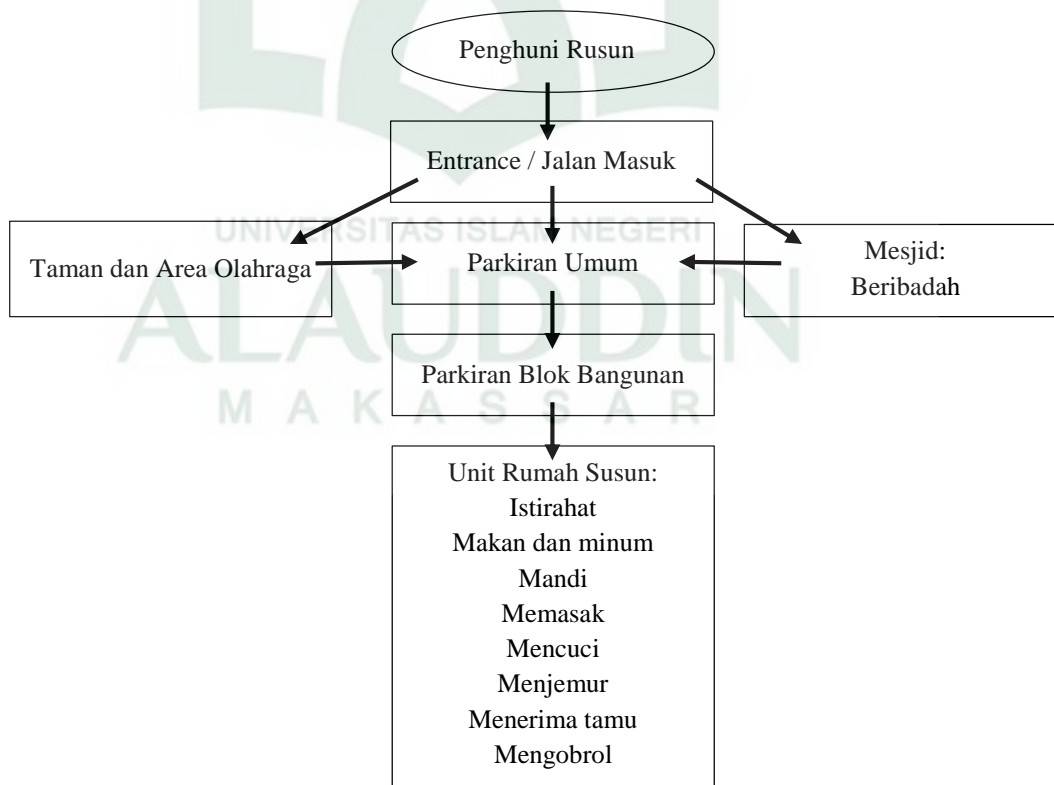 Penghuni Rusun
Entrance / Jalan Masuk
UNIVERSITAS ISLAM NEGERI
Taman dan Area Olahraga
Parkiran Umum
Mesjid:
Beribadah
ALAUDDIN
Parkiran Blok Bangunan
MAKASSAR
Unit Rumah Susun:
Istirahat
Makan dan minum
Mandi
Memasak
Mencuci
Menjemur
Menerima tamu
Mengobrol